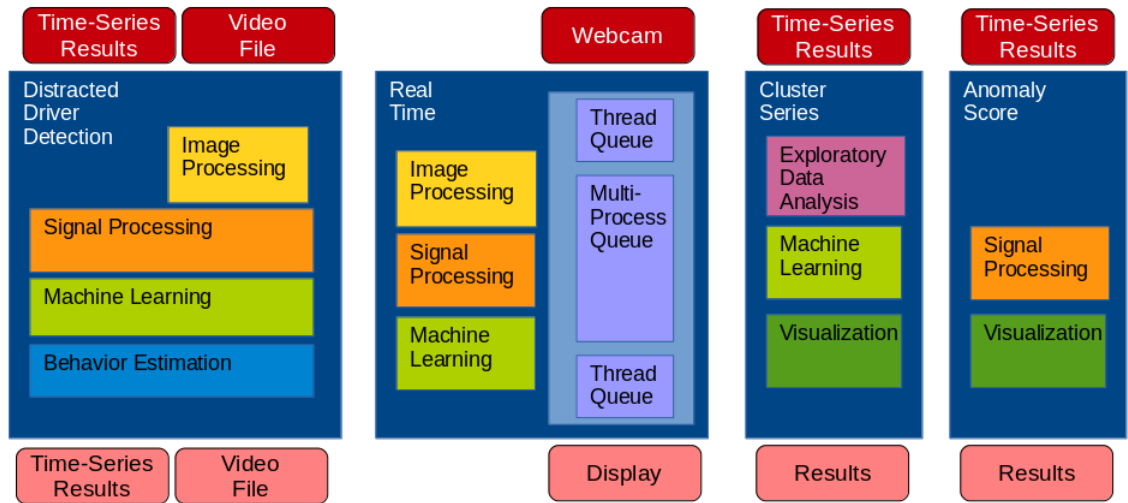 Time-Series
Results
Video
File
Webcam
Time-Series
Results
Time-Series
Results
Distracted
Driver
Detection
Image
Processing
Signal Processing
Machine Learning
Behavior Estimation
Real
Time
Image
Processing
Signal
Processing
Machine
Learning
Thread
Queue
Multi-
Process
Queue
Thread
Queue
Cluster
Series
Exploratory
Data
Analysis
Machine
Learning
Visualization
Anomaly
Score
Signal
Processing
Visualization
Time-Series
Results
Video
File
Display
Results
Results